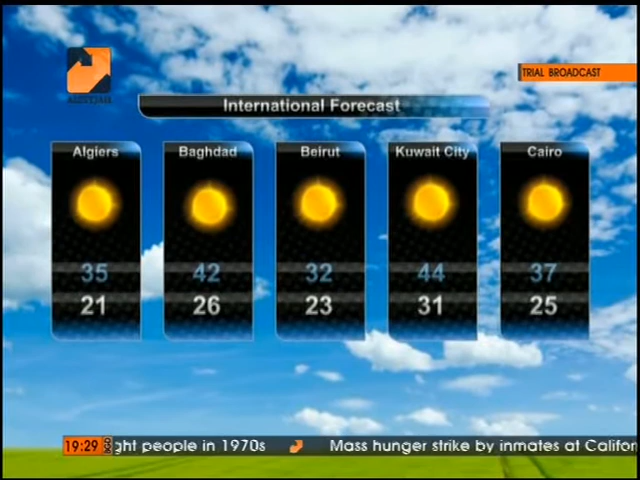 TRIAL BROADCAST
International Forecast
Algiers Baghdad Beirut Kuwait City Cairo
35 42 32 44 37
21 26 23 31 25
19:29 BGD ght people in 1970s Mass hunger strike by inmates at Califor